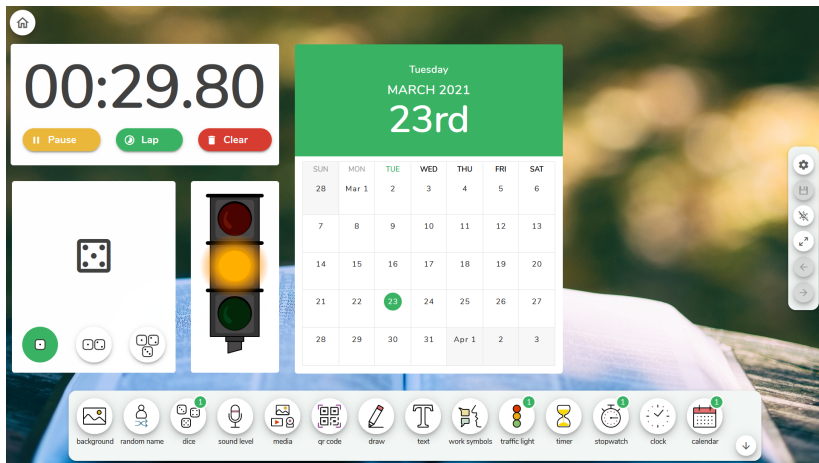 00:29.80
Pause Lap Clear
Tuesday
MARCH 2021
23rd
SUN MON TUE WED THU FRI SAT
28 Mar 1 2 3 4 5 6
7 8 9 10 11 12 13
14 15 16 17 18 19 20
21 22 23 24 25 26 27
28 29 30 31 Apr 1 2 3
1 1 1 1
T
background random name dice sound level media qr code draw text work symbols traffic light timer stopwatch clock calendar